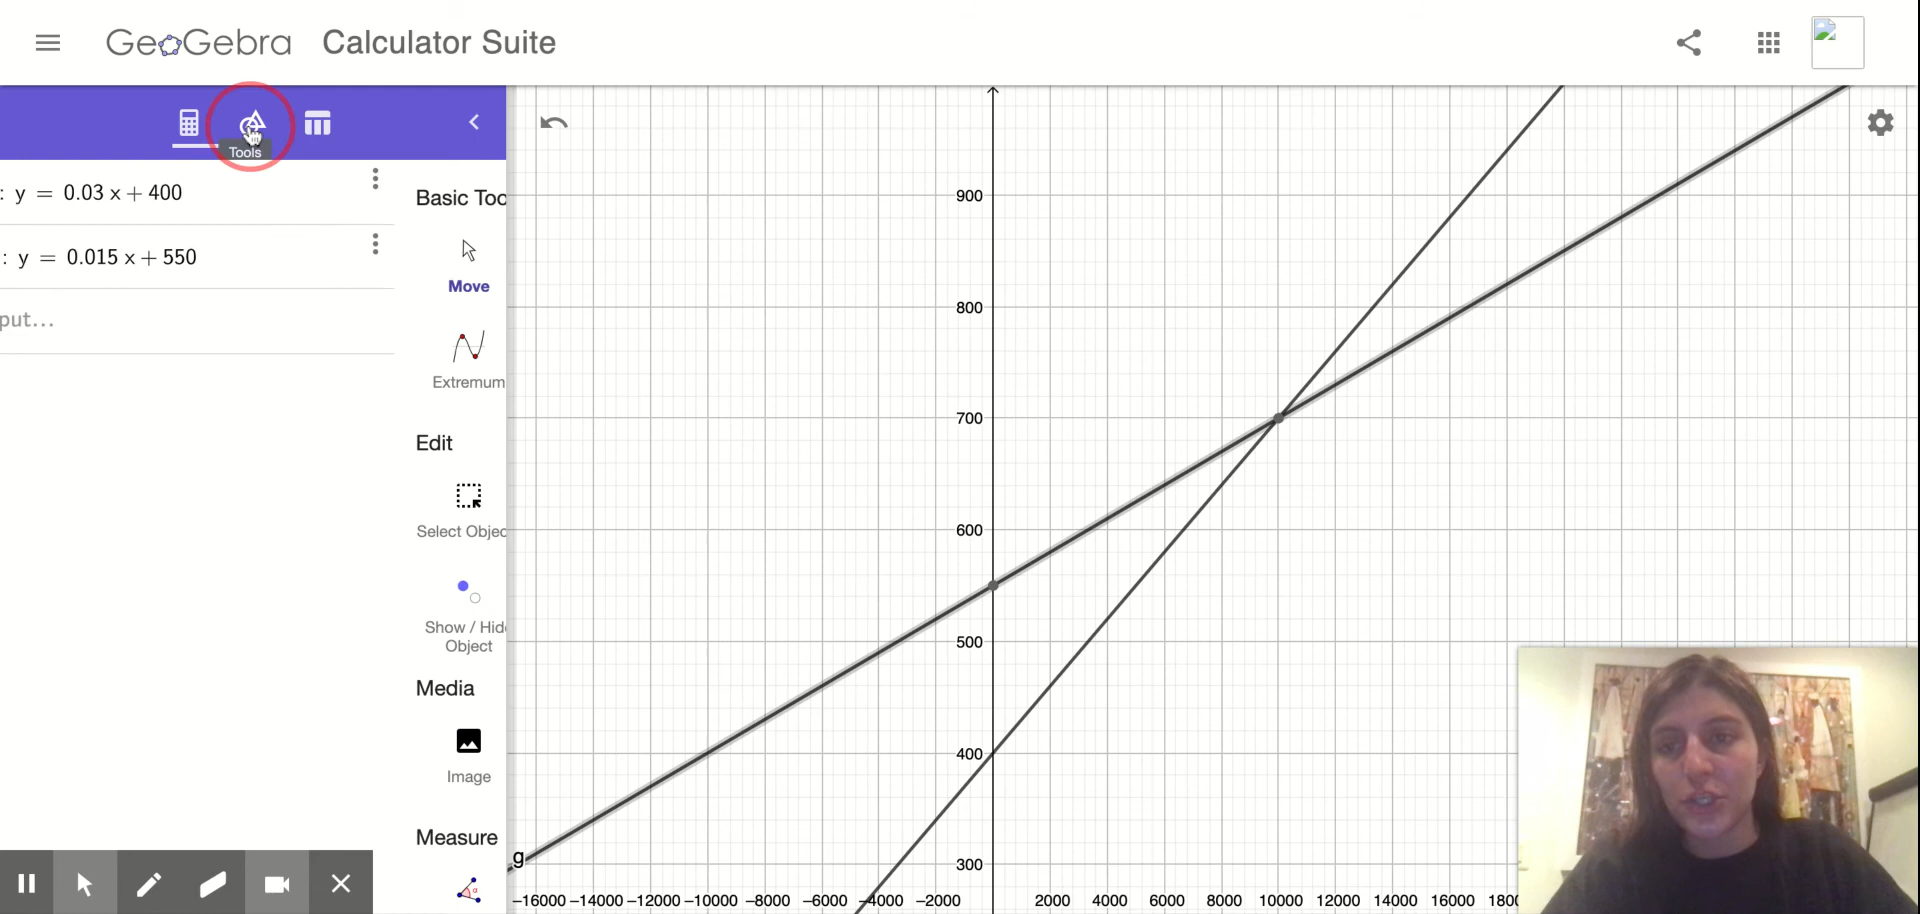 GeoGebra Calculator Suite
Tools
: y = 0.03 x + 400
: y = 0.015 x + 550
put...
Basic Too
Move
Extremum
Edit
Select Objec
Show / Hid
Object
Media
Image
Measure
900
800
700
600
500
400
300
g
−16000 −14000 −12000 −10000 −8000 −6000 −4000 −2000 2000 4000 6000 8000 10000 12000 14000 16000 1800